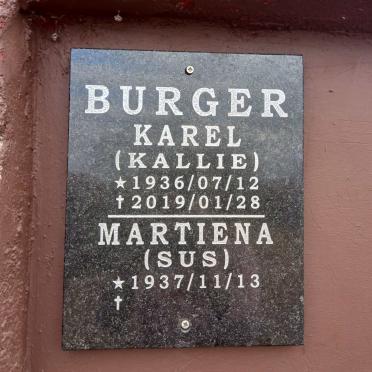 BURGER
KAREL
(KALLIE)
★1936/07/12
†2019/01/28
MARTIENA
(SUS)
★1937/11/13
†